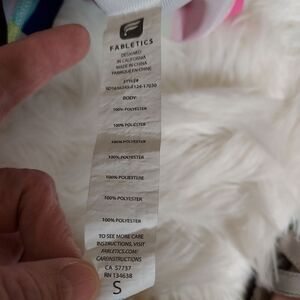 FABLETICS
DESIGNED
IN CALIFORNIA
MADE IN CHINA
FABRIQUÉ EN CHINE
STYLE#
BODY:
100% POLYESTER
100% POLYESTER
100% POLYESTER
100% POLYESTER
100% POLIÉSTERE
100% POLYESTER
100% POLYESTER
TO SEE MORE CARE
INSTRUCTIONS, VISIT
FABLETICS.COM/
CAREINSTRUCTIONS
CA 57737
RN 134638
S